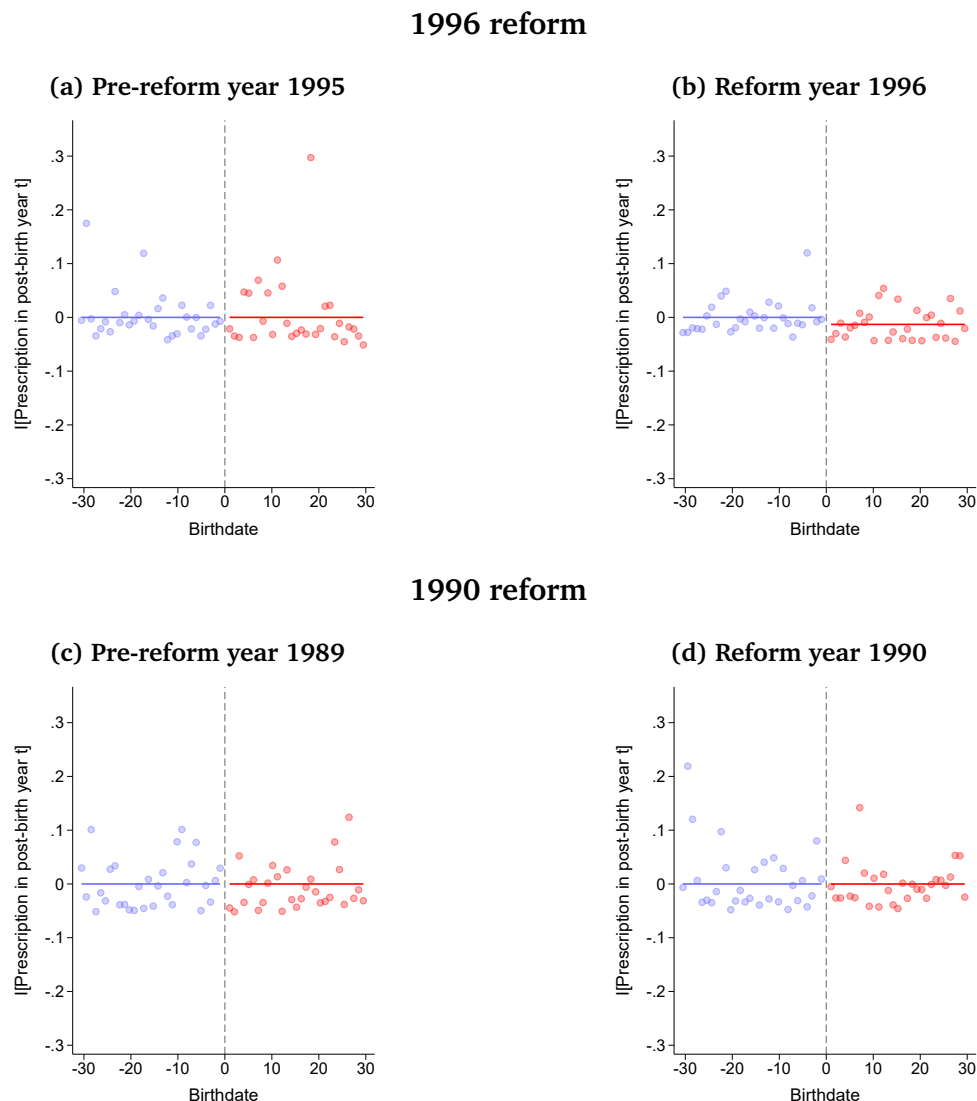 1996 reform
(a) Pre-reform year 1995
(b) Reform year 1996
I[Prescription in post-birth year t]
.3
.2
.1
0
-.1
-.2
-.3
-30 -20 -10 0 10 20 30
Birthdate
I[Prescription in post-birth year t]
.3
.2
.1
0
-.1
-.2
-.3
-30 -20 -10 0 10 20 30
Birthdate
1990 reform
(c) Pre-reform year 1989
(d) Reform year 1990
I[Prescription in post-birth year t]
.3
.2
.1
0
-.1
-.2
-.3
-30 -20 -10 0 10 20 30
Birthdate
I[Prescription in post-birth year t]
.3
.2
.1
0
-.1
-.2
-.3
-30 -20 -10 0 10 20 30
Birthdate